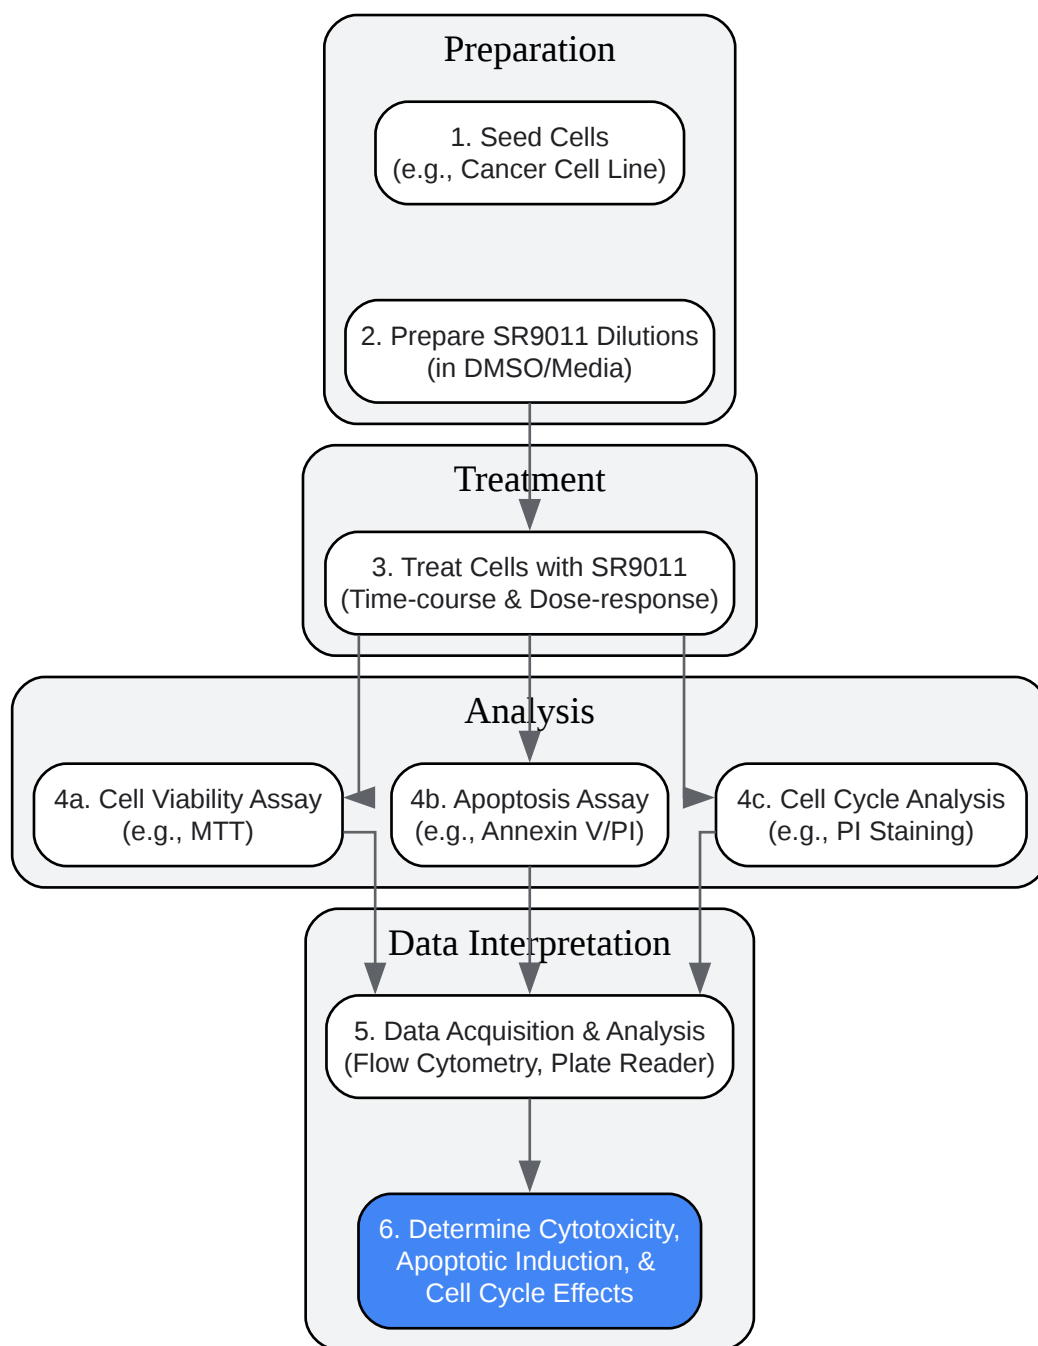 Preparation
1. Seed Cells
(e.g., Cancer Cell Line)
2. Prepare SR9011 Dilutions
(in DMSO/Media)
Treatment
3. Treat Cells with SR9011
(Time-course & Dose-response)
Analysis
4a. Cell Viability Assay
(e.g., MTT)
4b. Apoptosis Assay
(e.g., Annexin V/PI)
4c. Cell Cycle Analysis
(e.g., PI Staining)
Data Interpretation
5. Data Acquisition & Analysis
(Flow Cytometry, Plate Reader)
6. Determine Cytotoxicity,
Apoptotic Induction, &
Cell Cycle Effects